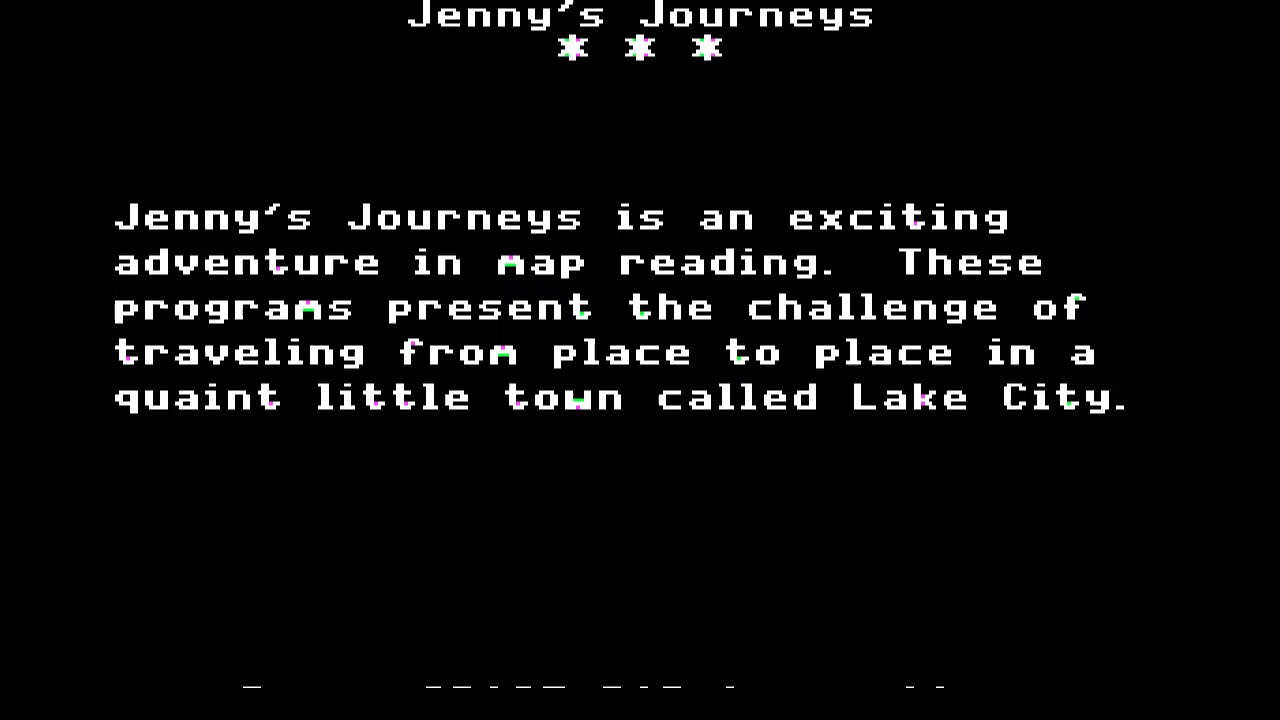 Jenny's Journeys
* * *
Jenny's Journeys is an exciting
adventure in map reading.  These
programs present the challenge of
traveling from place to place in a
quaint little town called Lake City.